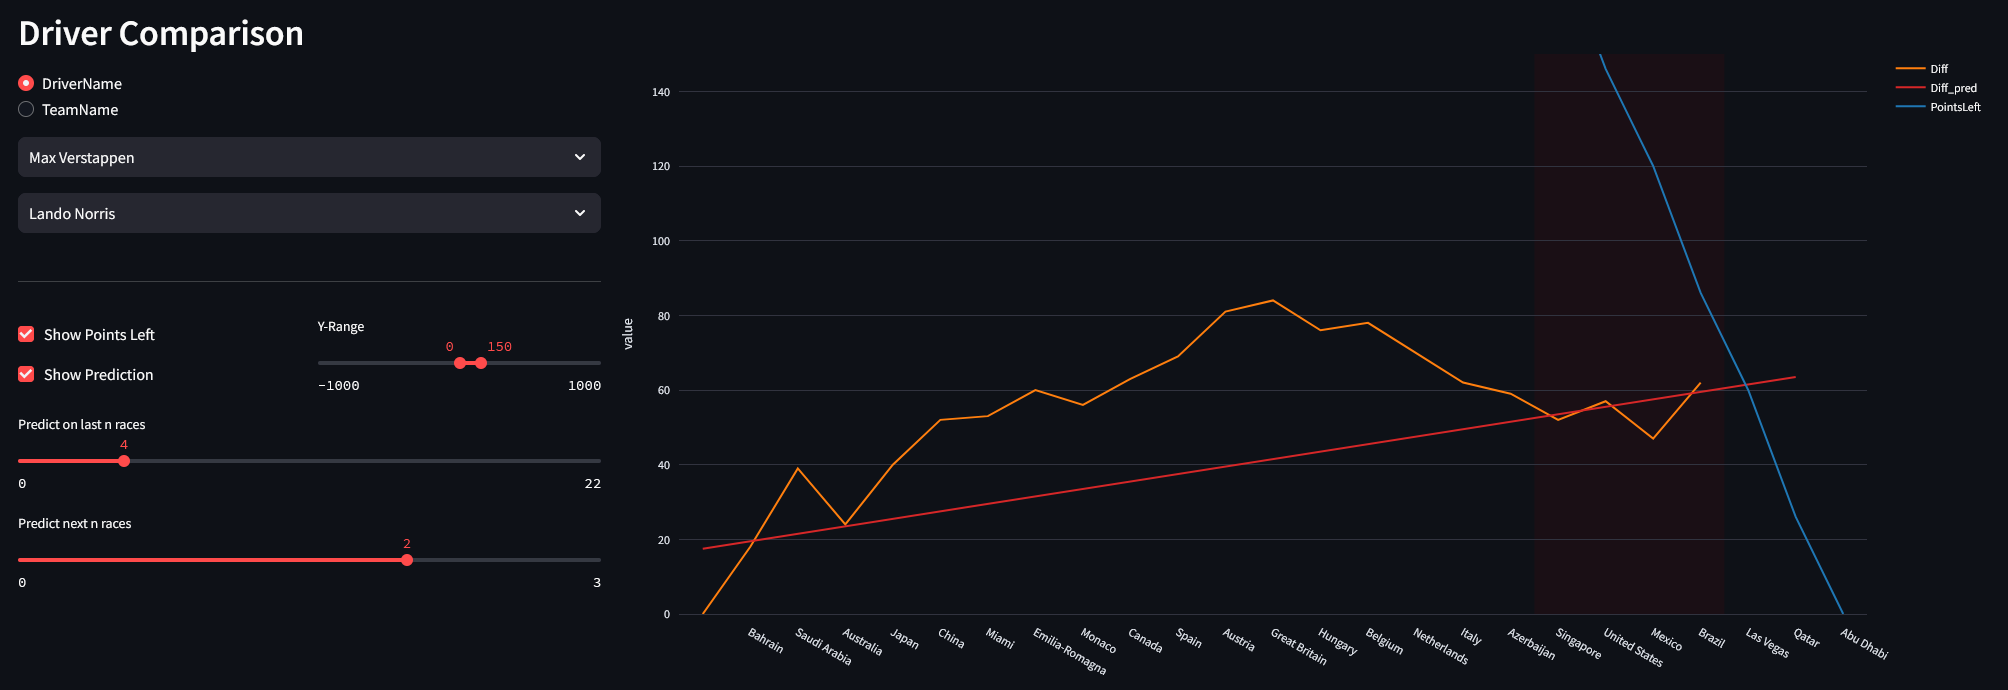 Driver Comparison
DriverName
TeamName
Max Verstappen
Lando Norris
Show Points Left
Show Prediction
Y-Range
0 150
-1000 1000
Predict on last n races
4
0 22
Predict next n races
2
0 3
value
140
120
100
80
60
40
20
0
Bahrain
Saudi Arabia
Australia
Japan
China
Miami
Emilia-Romagna
Monaco
Canada
Spain
Austria
Great Britain
Hungary
Belgium
Netherlands
Italy
Azerbaijan
Singapore
United States
Mexico
Brazil
Las Vegas
Qatar
Abu Dhabi
Diff
Diff_pred
PointsLeft